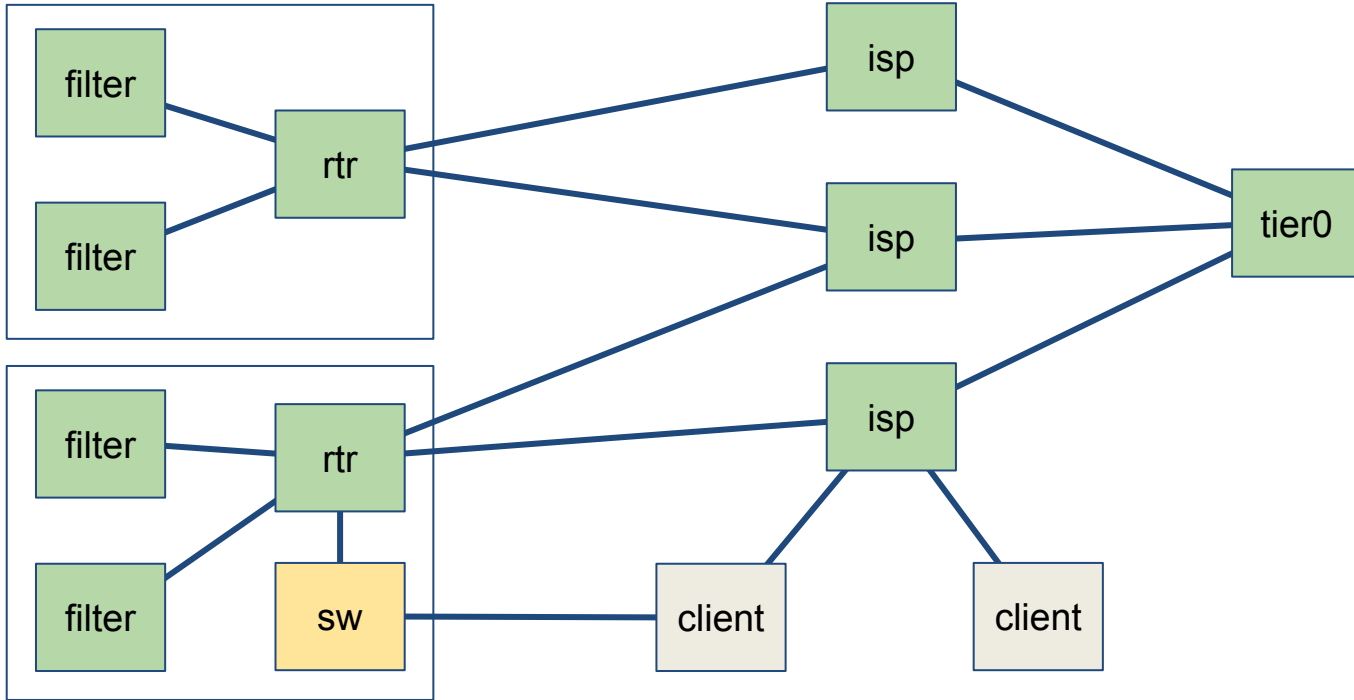 filter
filter
rtr
isp
isp
tier0
filter
filter
rtr
sw
isp
client
client